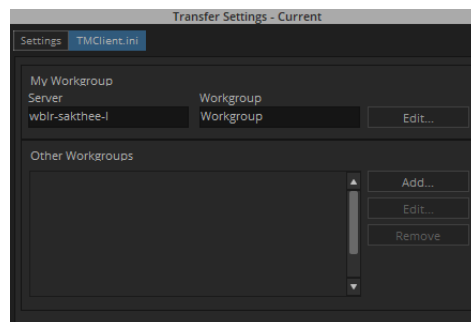 Transfer Settings - Current
Settings TMClient.ini
My Workgroup
Server Workgroup
wblr-sakthee-l Workgroup Edit...
Other Workgroups
Add...
Edit...
Remove